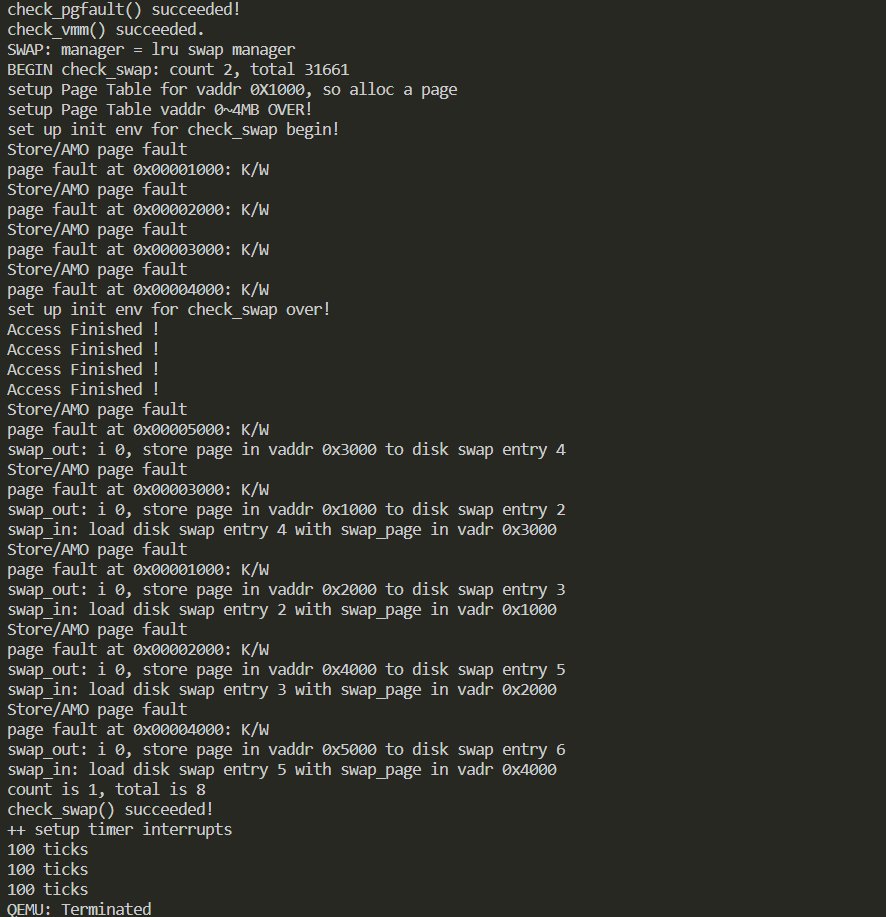 check_pgfault() succeeded!
check_vmm() succeeded.
SWAP: manager = lru swap manager
BEGIN check_swap: count 2, total 31661
setup Page Table for vaddr 0X1000, so alloc a page
setup Page Table vaddr 0~4MB OVER!
set up init env for check_swap begin!
Store/AMO page fault
page fault at 0x00001000: K/W
Store/AMO page fault
page fault at 0x00002000: K/W
Store/AMO page fault
page fault at 0x00003000: K/W
Store/AMO page fault
page fault at 0x00004000: K/W
set up init env for check_swap over!
Access Finished !
Access Finished !
Access Finished !
Access Finished !
Store/AMO page fault
page fault at 0x00005000: K/W
swap_out: i 0, store page in vaddr 0x3000 to disk swap entry 4
Store/AMO page fault
page fault at 0x00003000: K/W
swap_out: i 0, store page in vaddr 0x1000 to disk swap entry 2
swap_in: load disk swap entry 4 with swap_page in vadr 0x3000
Store/AMO page fault
page fault at 0x00001000: K/W
swap_out: i 0, store page in vaddr 0x2000 to disk swap entry 3
swap_in: load disk swap entry 2 with swap_page in vadr 0x1000
Store/AMO page fault
page fault at 0x00002000: K/W
swap_out: i 0, store page in vaddr 0x4000 to disk swap entry 5
swap_in: load disk swap entry 3 with swap_page in vadr 0x2000
Store/AMO page fault
page fault at 0x00004000: K/W
swap_out: i 0, store page in vaddr 0x5000 to disk swap entry 6
swap_in: load disk swap entry 5 with swap_page in vadr 0x4000
count is 1, total is 8
check_swap() succeeded!
++ setup timer interrupts
100 ticks
100 ticks
100 ticks
QEMU: Terminated